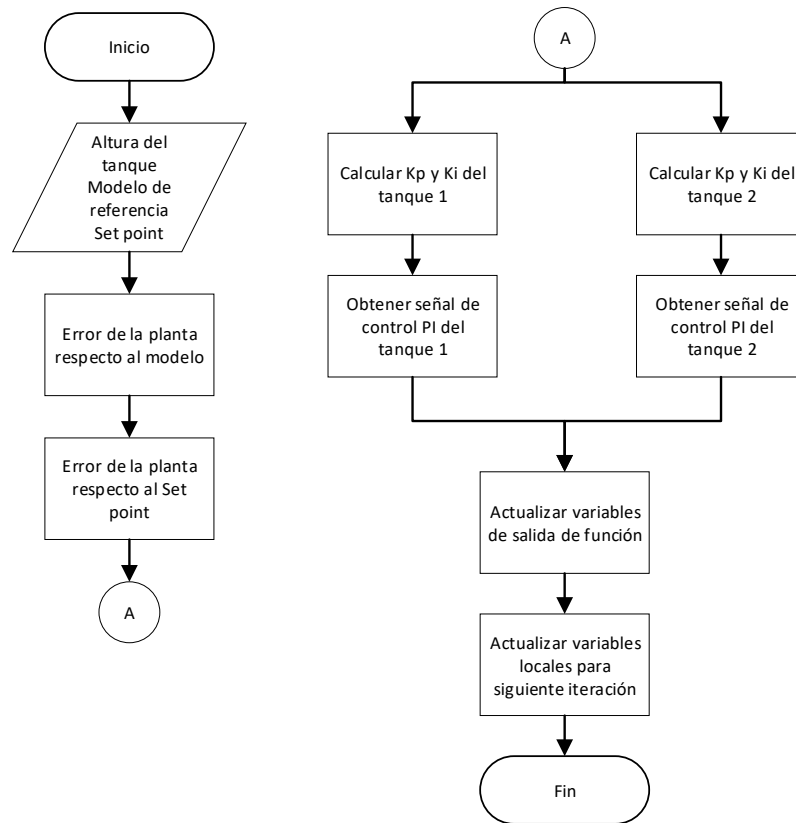 Inicio
Altura del
tanque
Modelo de
referencia
Set point
Error de la planta
respecto al modelo
Error de la planta
respecto al Set
point
A
A
Calcular Kp y Ki del
tanque 1
Calcular Kp y Ki del
tanque 2
Obtener señal de
control PI del
tanque 1
Obtener señal de
control PI del
tanque 2
Actualizar variables
de salida de función
Actualizar variables
locales para
siguiente iteración
Fin